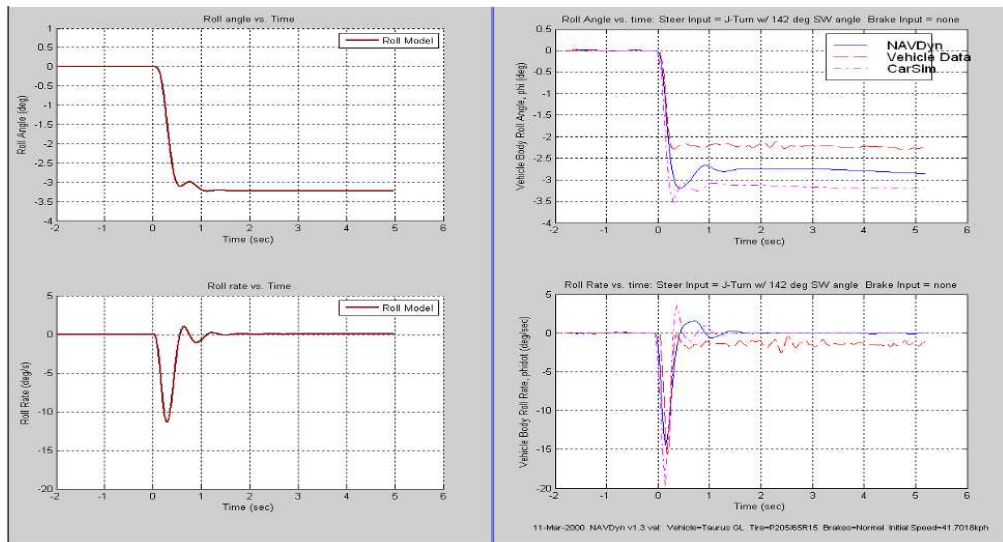 Roll angle vs. Time
Roll Model
1
0.5
0
-0.5
-1
-1.5
-2
-2.5
-3
-3.5
-4
Roll Angle (deg)
-2 -1 0 1 2 3 4 5 6
Time (sec)
Roll rate vs. Time
Roll Model
5
0
-5
-10
-15
-20
Roll Rate (deg/s)
-2 -1 0 1 2 3 4 5 6
Time (sec)
Roll Angle vs. time: Steer Input = J-Turn w/ 142 deg SW angle Brake Input = none
NAVDyn
Vehicle Data
CarSim
0.5
0
-0.5
-1
-1.5
-2
-2.5
-3
-3.5
-4
Vehicle Body Roll Angle, phi (deg)
-2 -1 0 1 2 3 4 5 6
Time (sec)
Roll Rate vs. time: Steer Input = J-Turn w/ 142 deg SW angle Brake Input = none
5
0
-5
-10
-15
-20
Vehicle Body Roll Rate, phidot (deg/sec)
-2 -1 0 1 2 3 4 5 6
Time (sec)
11-Mar-2000 NAVDyn v1.3 val: Vehicle=Taurus GL Tire=P205/65R15 Brakes=Normal Initial Speed=41.7018kph